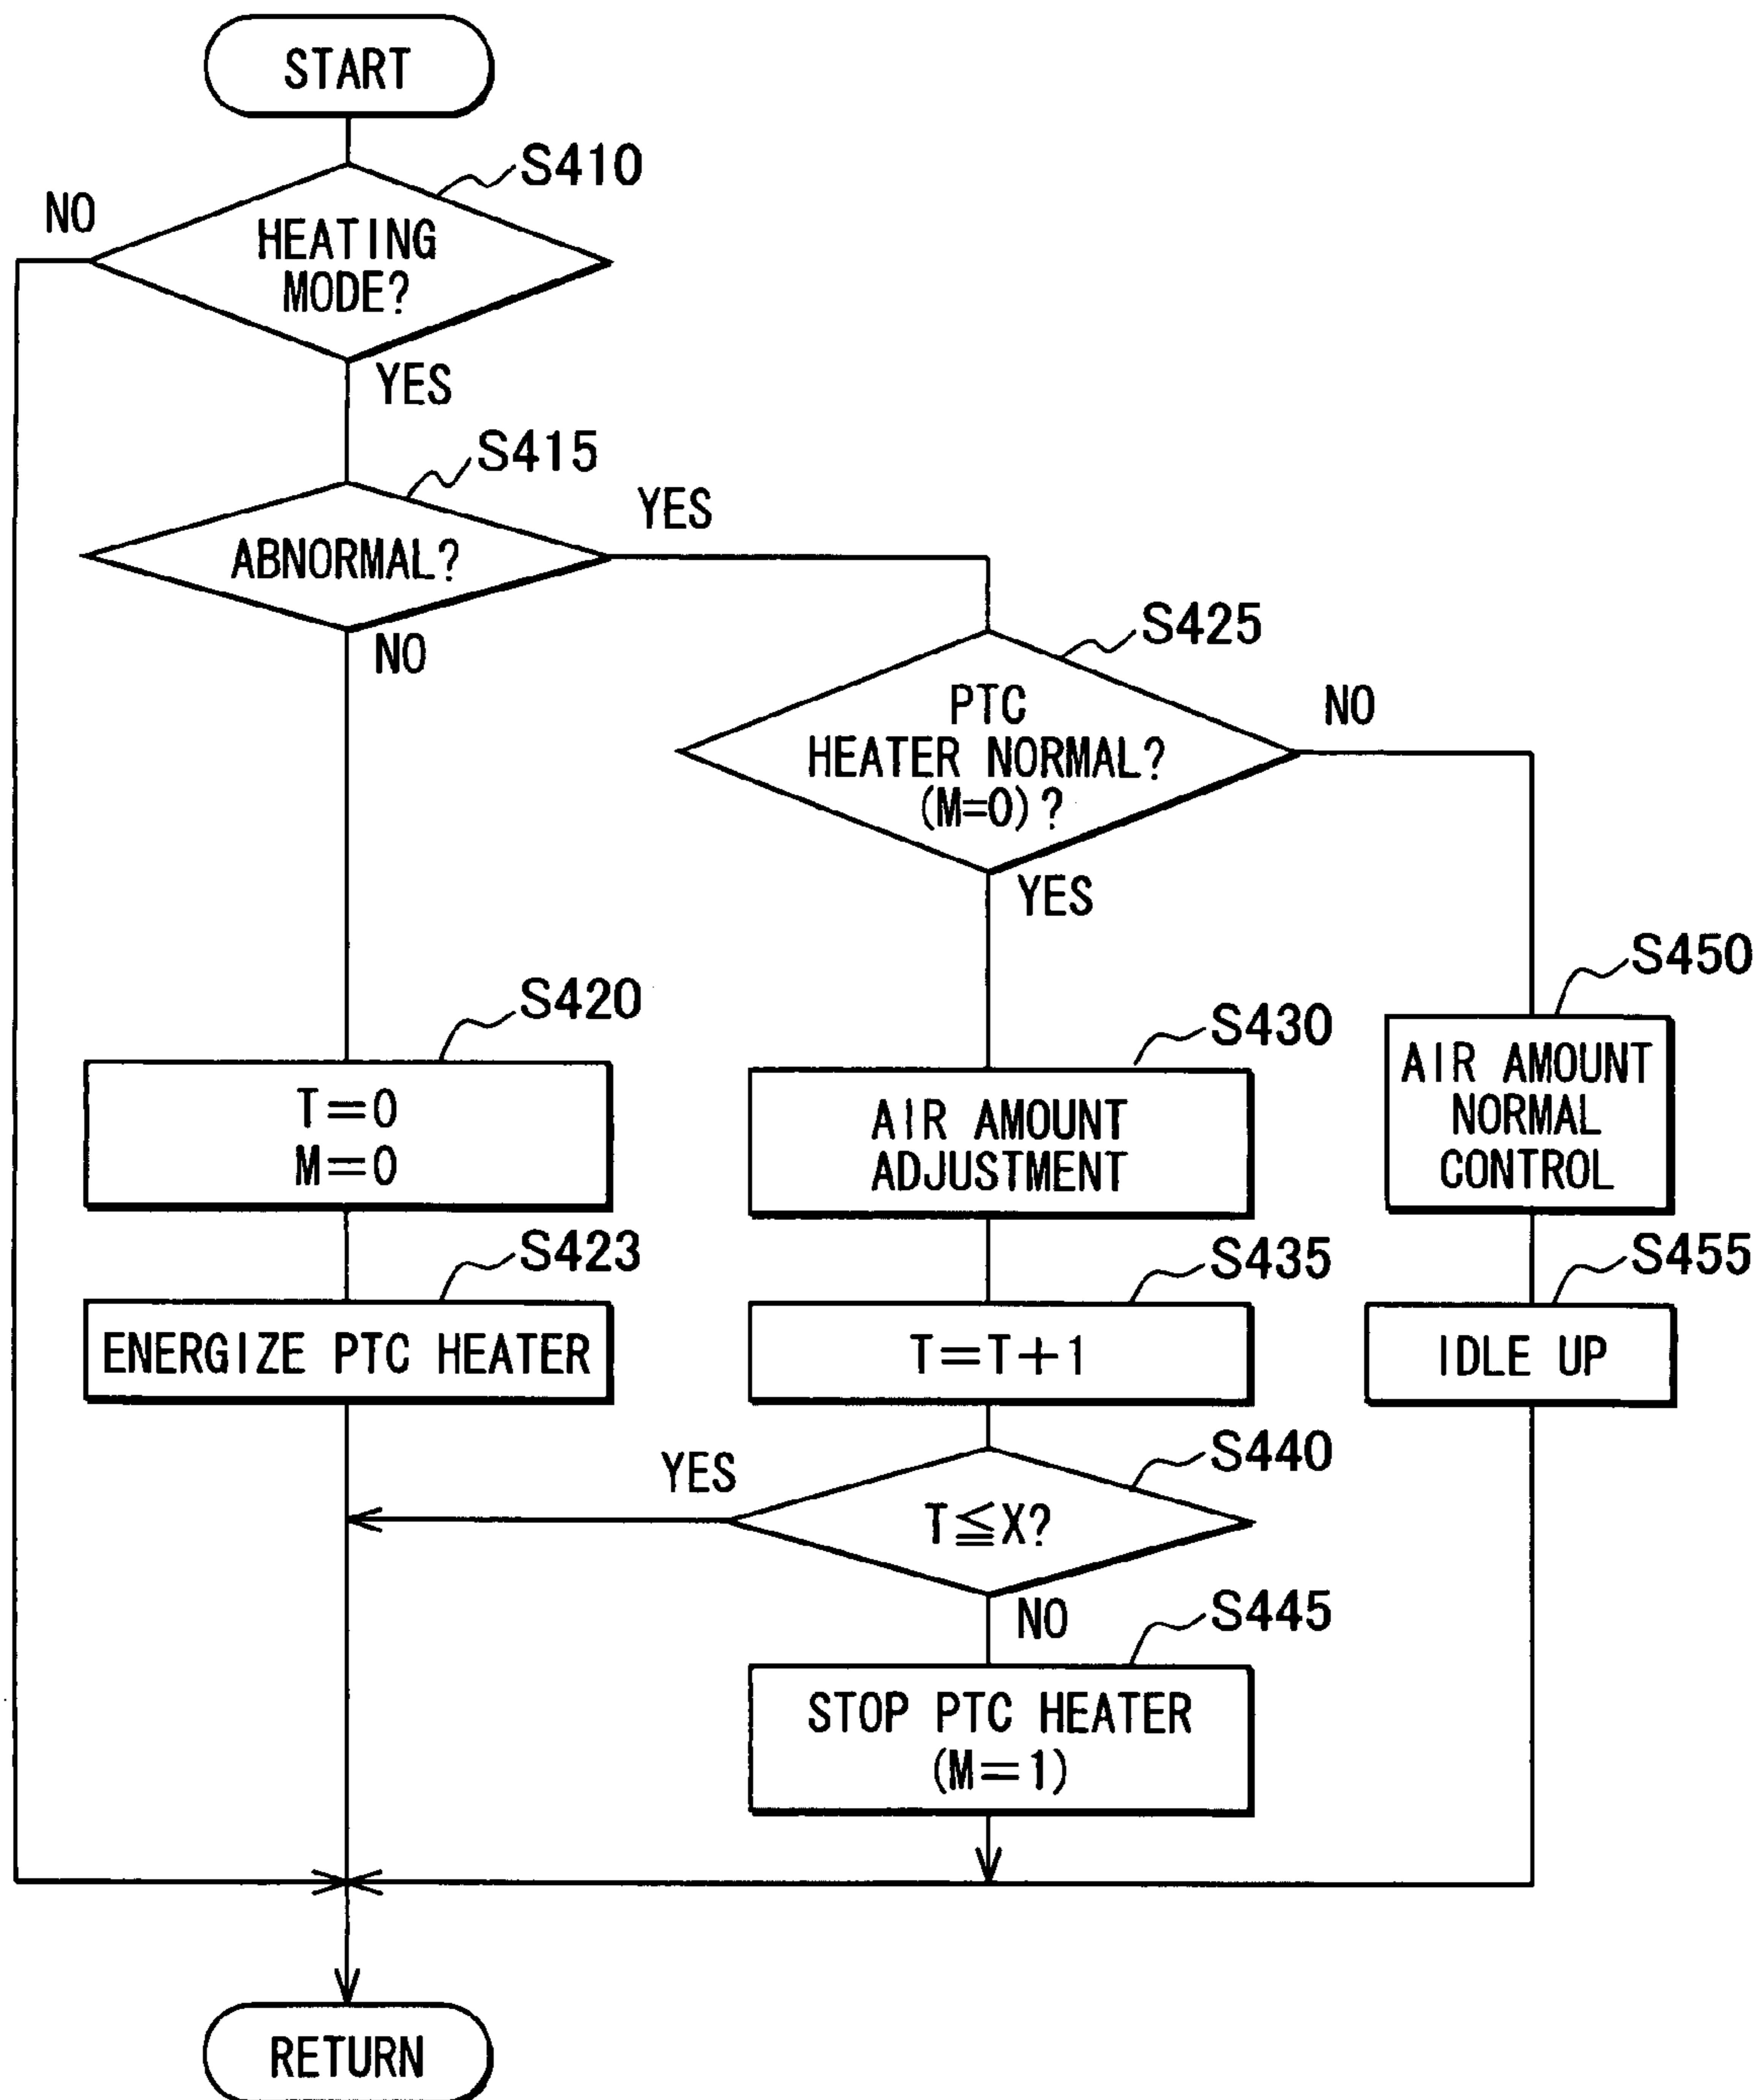 START
S410
NO
HEATING
MODE?
YES
S415
YES
ABNORMAL?
NO
S425
PTC
HEATER NORMAL?
(M=0)?
NO
YES
S420
T=0
M=0
S430
AIR AMOUNT
ADJUSTMENT
S450
AIR AMOUNT
NORMAL
CONTROL
S423
ENERGIZE PTC HEATER
S435
T=T+1
S455
IDLE UP
S440
YES
T≦X?
NO
S445
STOP PTC HEATER
(M=1)
RETURN